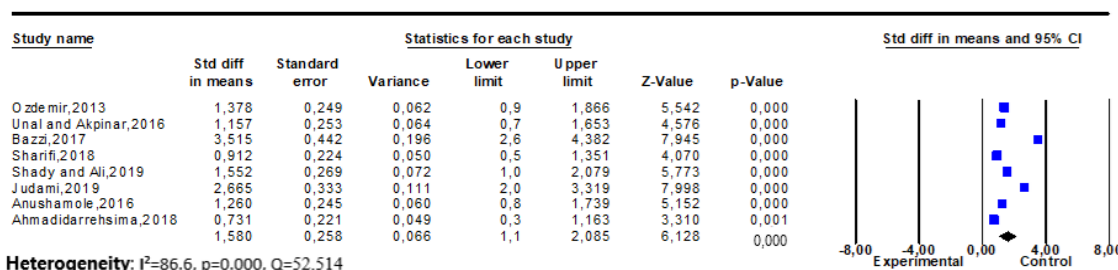 Study name Statistics for each study Std diff in means and 95% CI
Std diff Standard Lower Upper
in means error Variance limit limit Z-Value p-Value
Ozdemir,2013 1,378 0,249 0,062 0,9 1,866 5,542 0,000
Unal and Akpinar,2016 1,157 0,253 0,064 0,7 1,653 4,576 0,000
Bazzi,2017 3,515 0,442 0,196 2,6 4,382 7,945 0,000
Sharifi,2018 0,912 0,224 0,050 0,5 1,351 4,070 0,000
Shady and Ali,2019 1,552 0,269 0,072 1,0 2,079 5,773 0,000
Judami,2019 2,665 0,333 0,111 2,0 3,319 7,998 0,000
Anushamole,2016 1,260 0,245 0,060 0,8 1,739 5,152 0,000
Ahmadidarrehsima,2018 0,731 0,221 0,049 0,3 1,163 3,310 0,001
1,580 0,258 0,066 1,1 2,085 6,128 0,000
-8,00 -4,00 0,00 4,00 8,00
Experimental Control
Heterogeneity: I²=86.6, p=0.000, Q=52.514